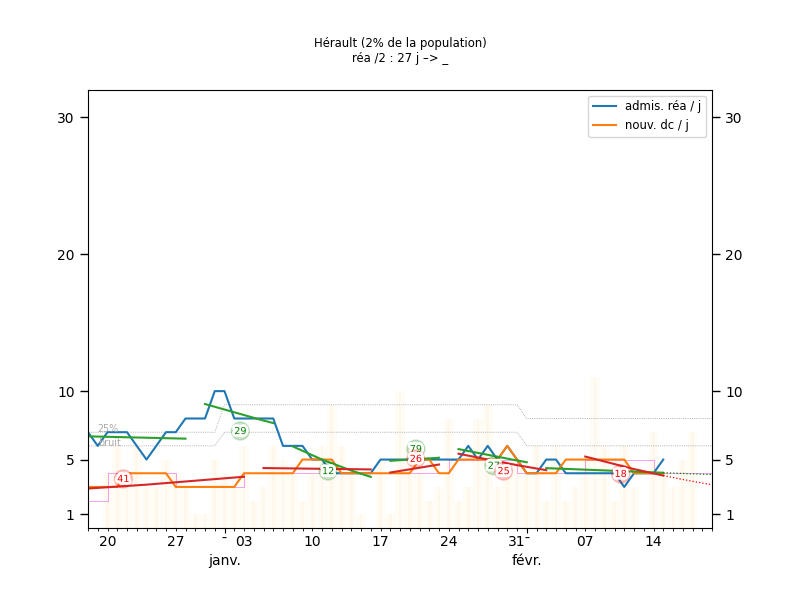 Hérault (2% de la population)
réa /2 : 27 j –> _
admis. réa / j
nouv. dc / j
30 30
20 20
10 10
25%
bruit
29
79
26
25
12
41
18
5 5
1 1
20 27 - 03 10 17 24 31- 07 14
janv. févr.